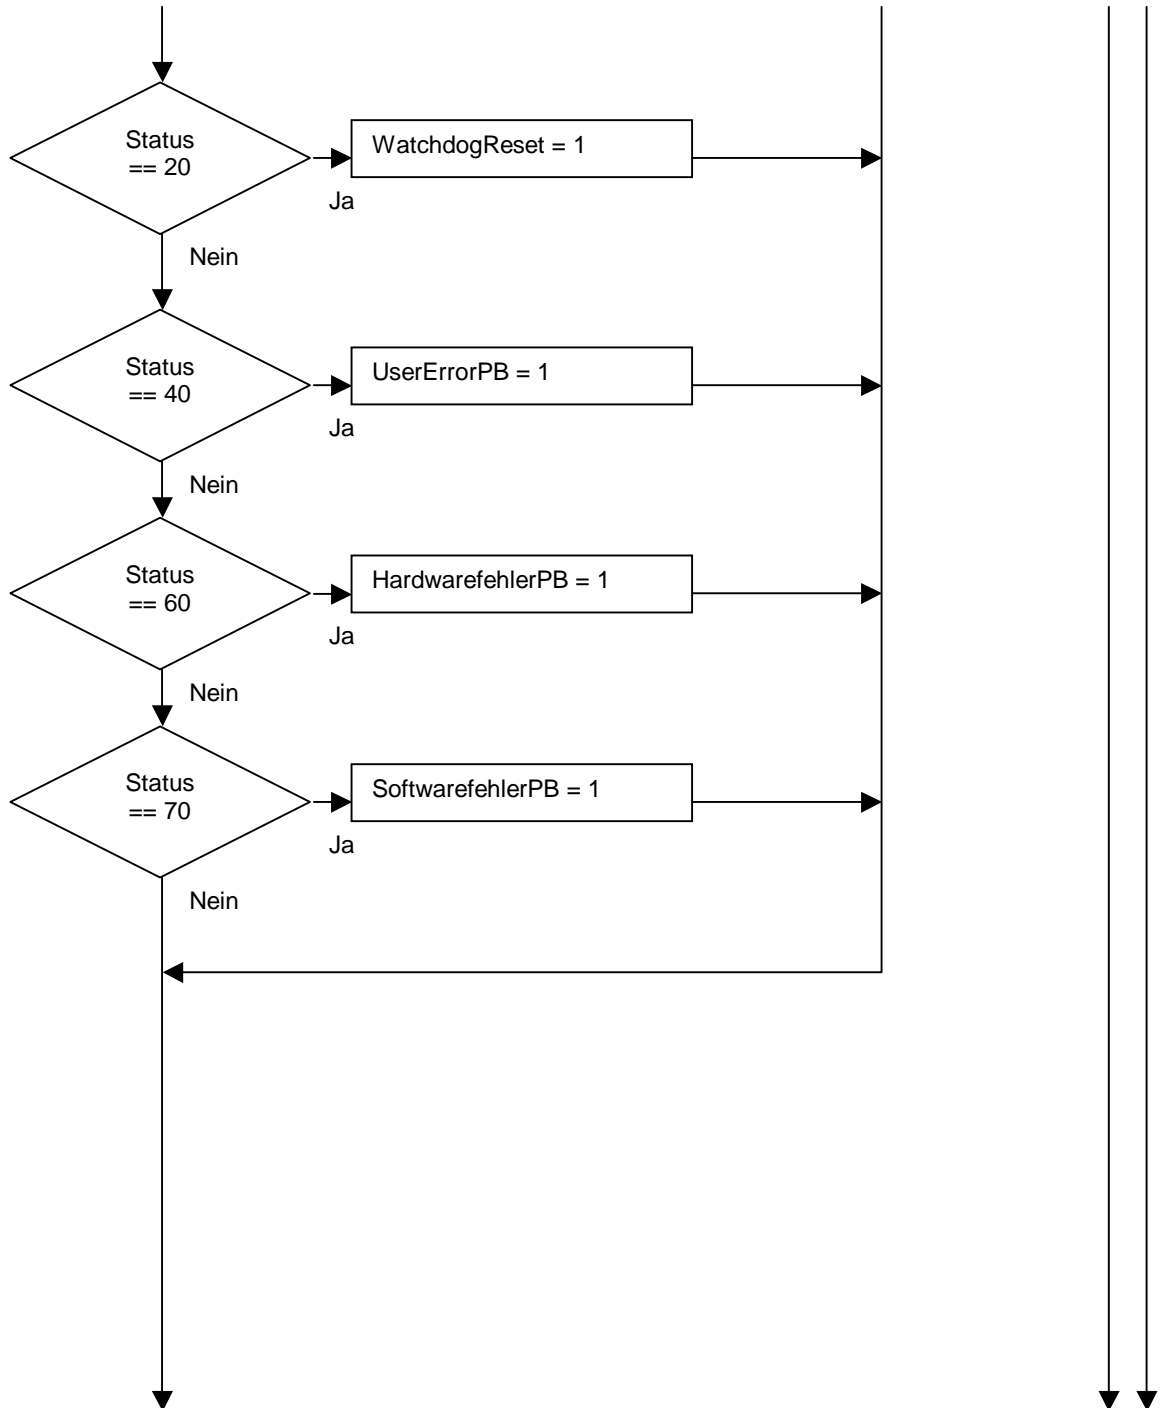 Status
== 20
WatchdogReset = 1
Ja
Nein
Status
== 40
UserErrorPB = 1
Ja
Nein
Status
== 60
HardwarefehlerPB = 1
Ja
Nein
Status
== 70
SoftwarefehlerPB = 1
Ja
Nein